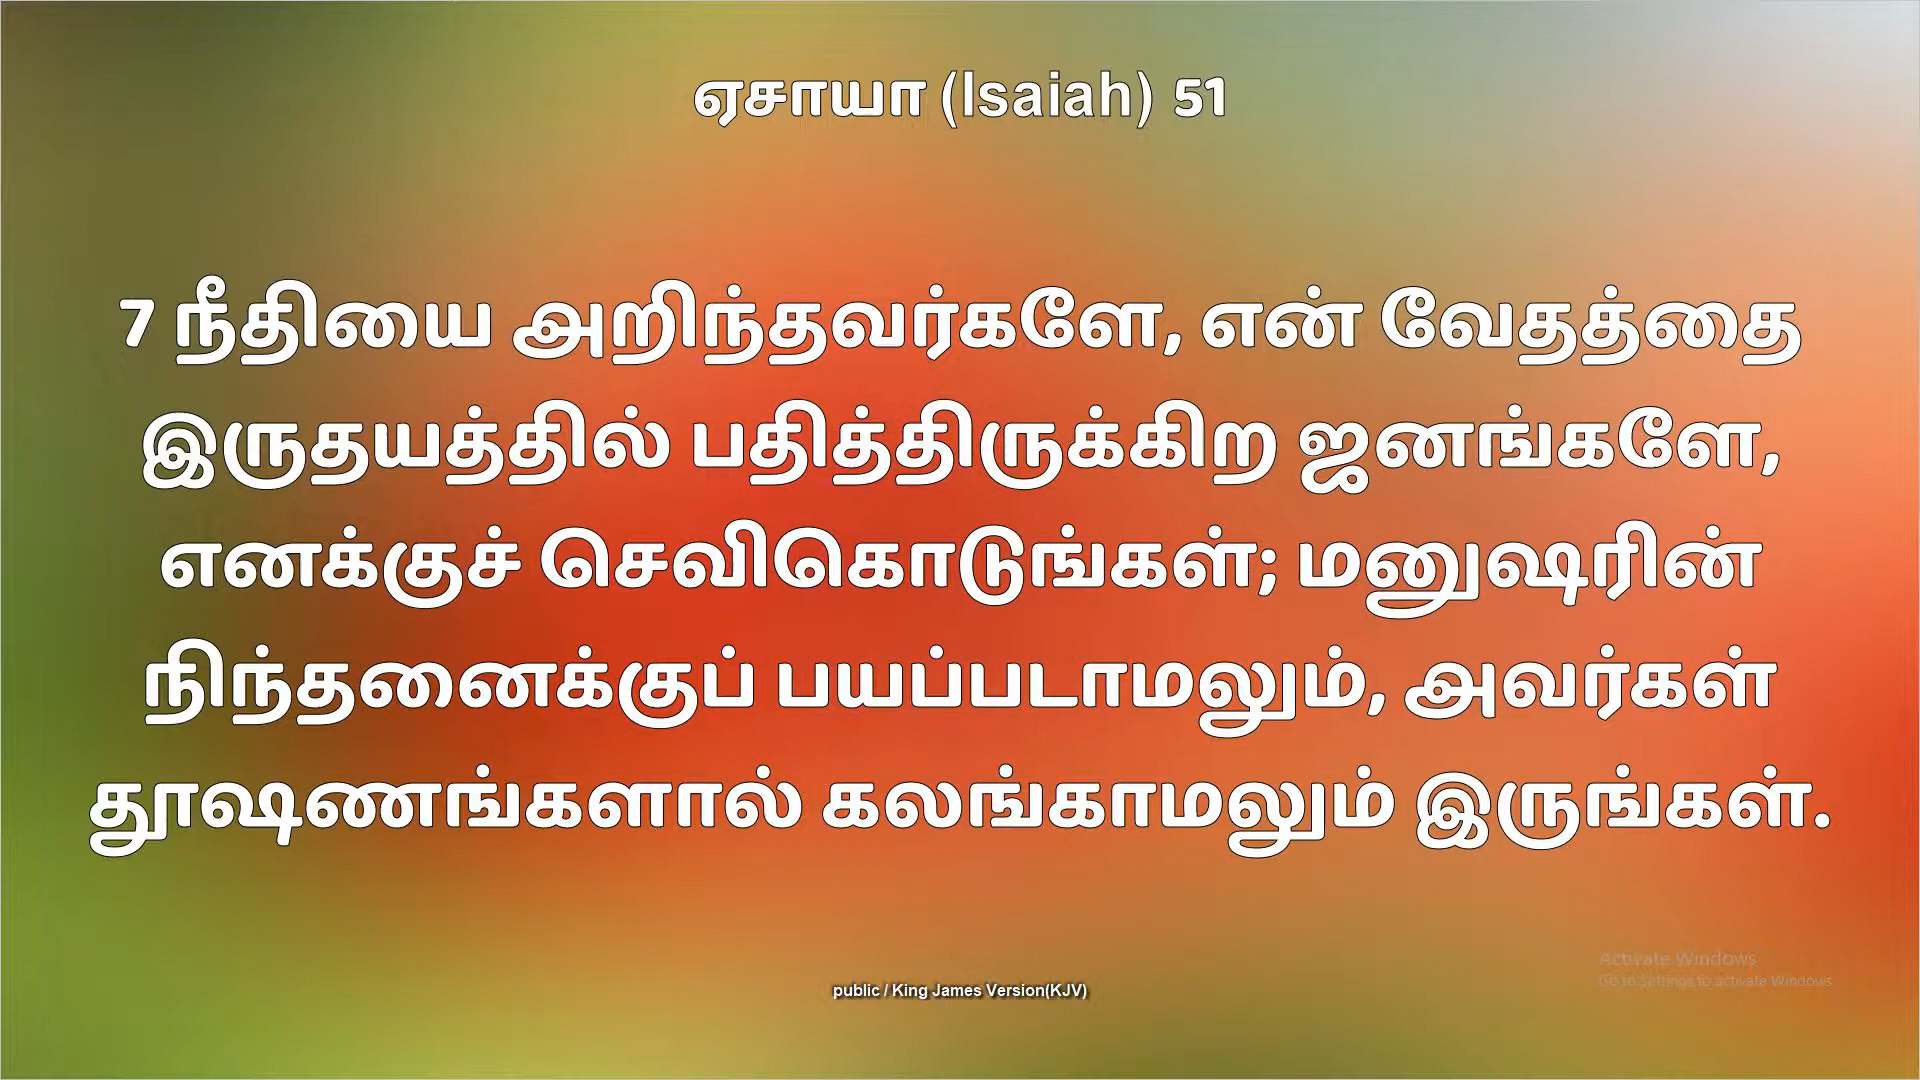 ஏசாயா (Isaiah) 51
7 நீதியை அறிந்தவர்களே, என் வேதத்தை
இருதயத்தில் பதித்திருக்கிற ஜனங்களே,
எனக்குச் செவிகொடுங்கள்; மனுஷரின்
நிந்தனைக்குப் பயப்படாமலும், அவர்கள்
தூஷணங்களால் கலங்காமலும் இருங்கள்.
Activate Windows
Go to Settings to activate Windows
public / King James Version(KJV)